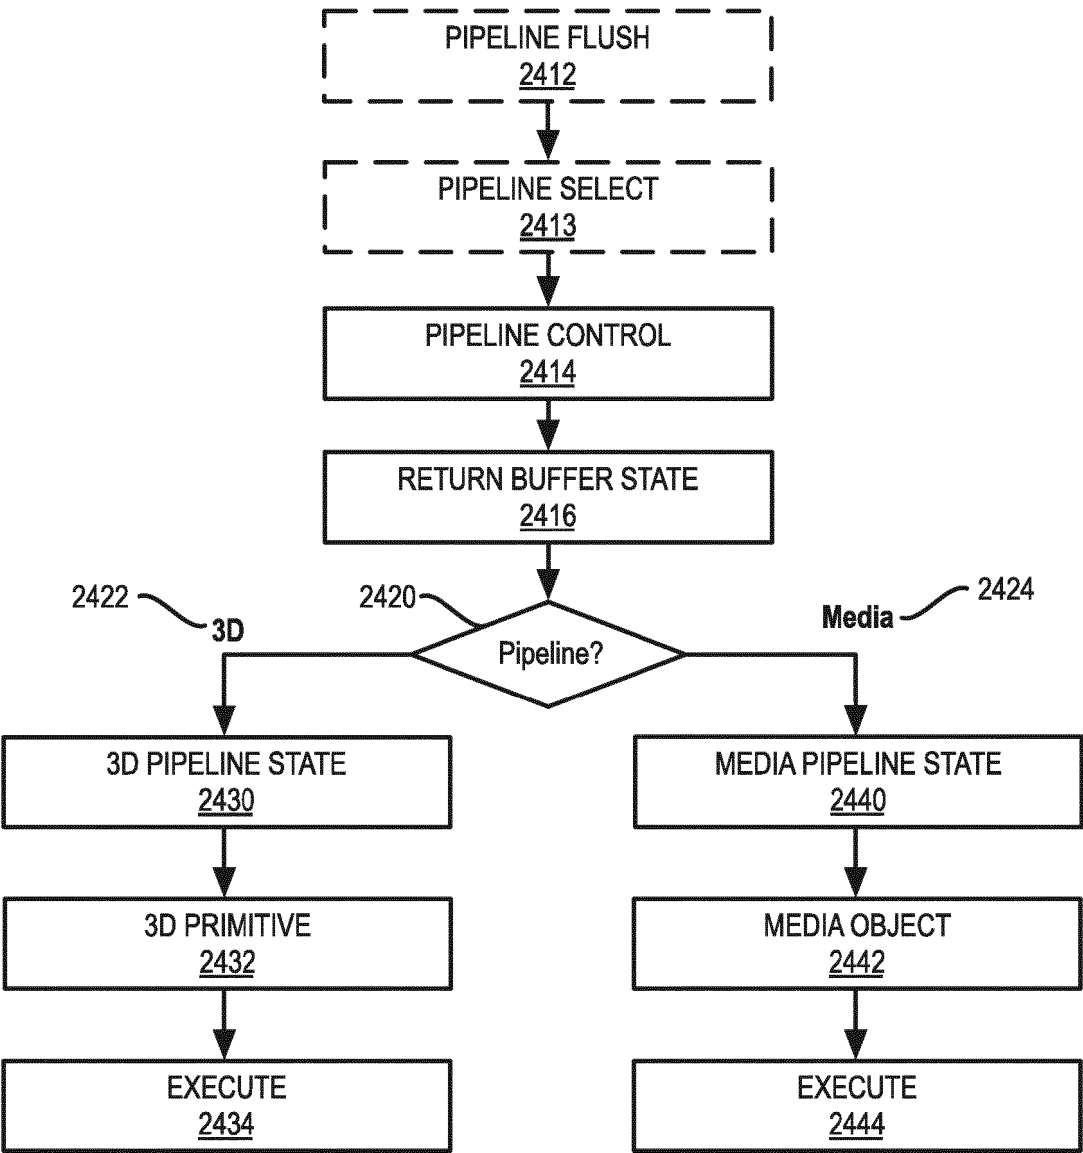 PIPELINE FLUSH
2412
PIPELINE SELECT
2413
PIPELINE CONTROL
2414
RETURN BUFFER STATE
2416
2422
3D
2420
Media
2424
Pipeline?
3D PIPELINE STATE
2430
MEDIA PIPELINE STATE
2440
3D PRIMITIVE
2432
MEDIA OBJECT
2442
EXECUTE
2434
EXECUTE
2444